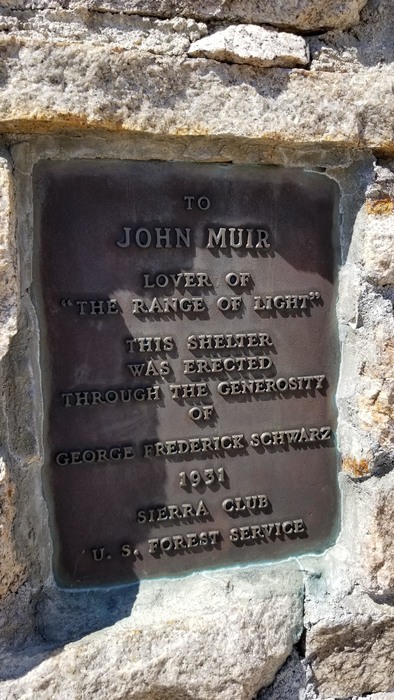 TO
JOHN MUIR
LOVER OF
"THE RANGE OF LIGHT"
THIS SHELTER
WAS ERECTED
THROUGH THE GENEROSITY
OF
GEORGE FREDERICK SCHWARZ
1931
SIERRA CLUB
U. S. FOREST SERVICE